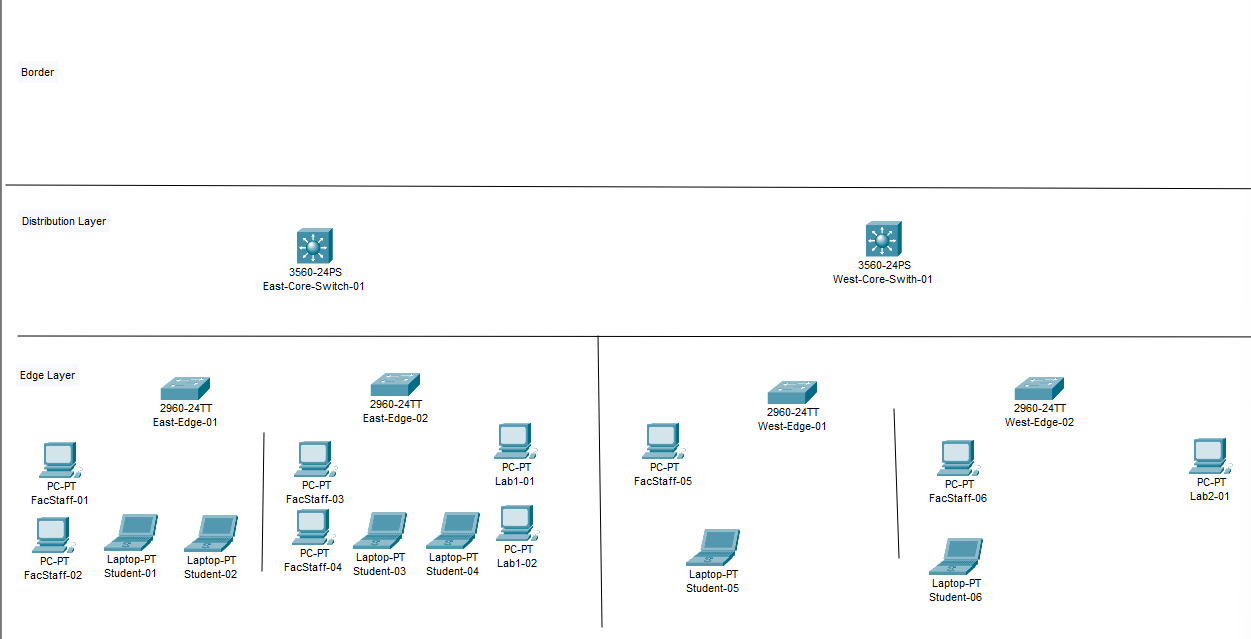 Border
Distribution Layer
3560-24PS
East-Core-Switch-01
3560-24PS
West-Core-Swith-01
Edge Layer
2960-24TT
East-Edge-01
2960-24TT
East-Edge-02
2960-24TT
West-Edge-01
2960-24TT
West-Edge-02
PC-PT
FacStaff-01
PC-PT
FacStaff-03
PC-PT
Lab1-01
PC-PT
FacStaff-05
PC-PT
FacStaff-06
PC-PT
Lab2-01
PC-PT
FacStaff-02
Laptop-PT
Student-01
Laptop-PT
Student-02
PC-PT
FacStaff-04
Laptop-PT
Student-03
Laptop-PT
Student-04
PC-PT
Lab1-02
Laptop-PT
Student-05
Laptop-PT
Student-06